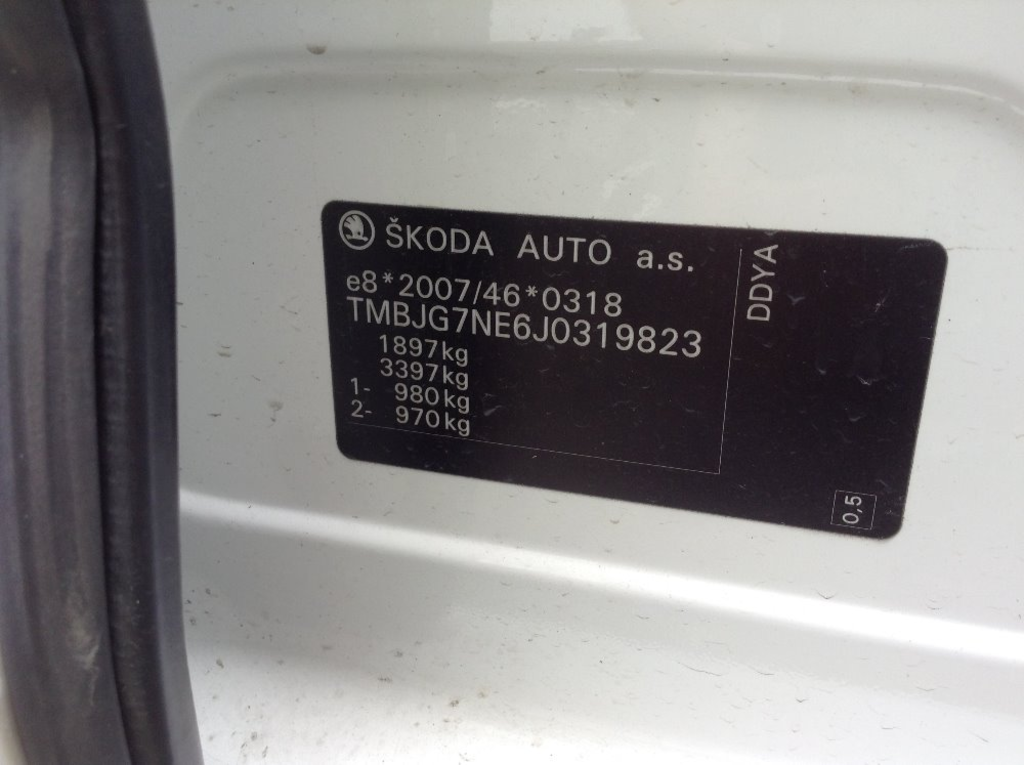 ŠKODA AUTO a.s.
e8*2007/46*0318
TMBJG7NE6J0319823
1897kg
3397kg
1- 980kg
2- 970kg
DDYA
0,5